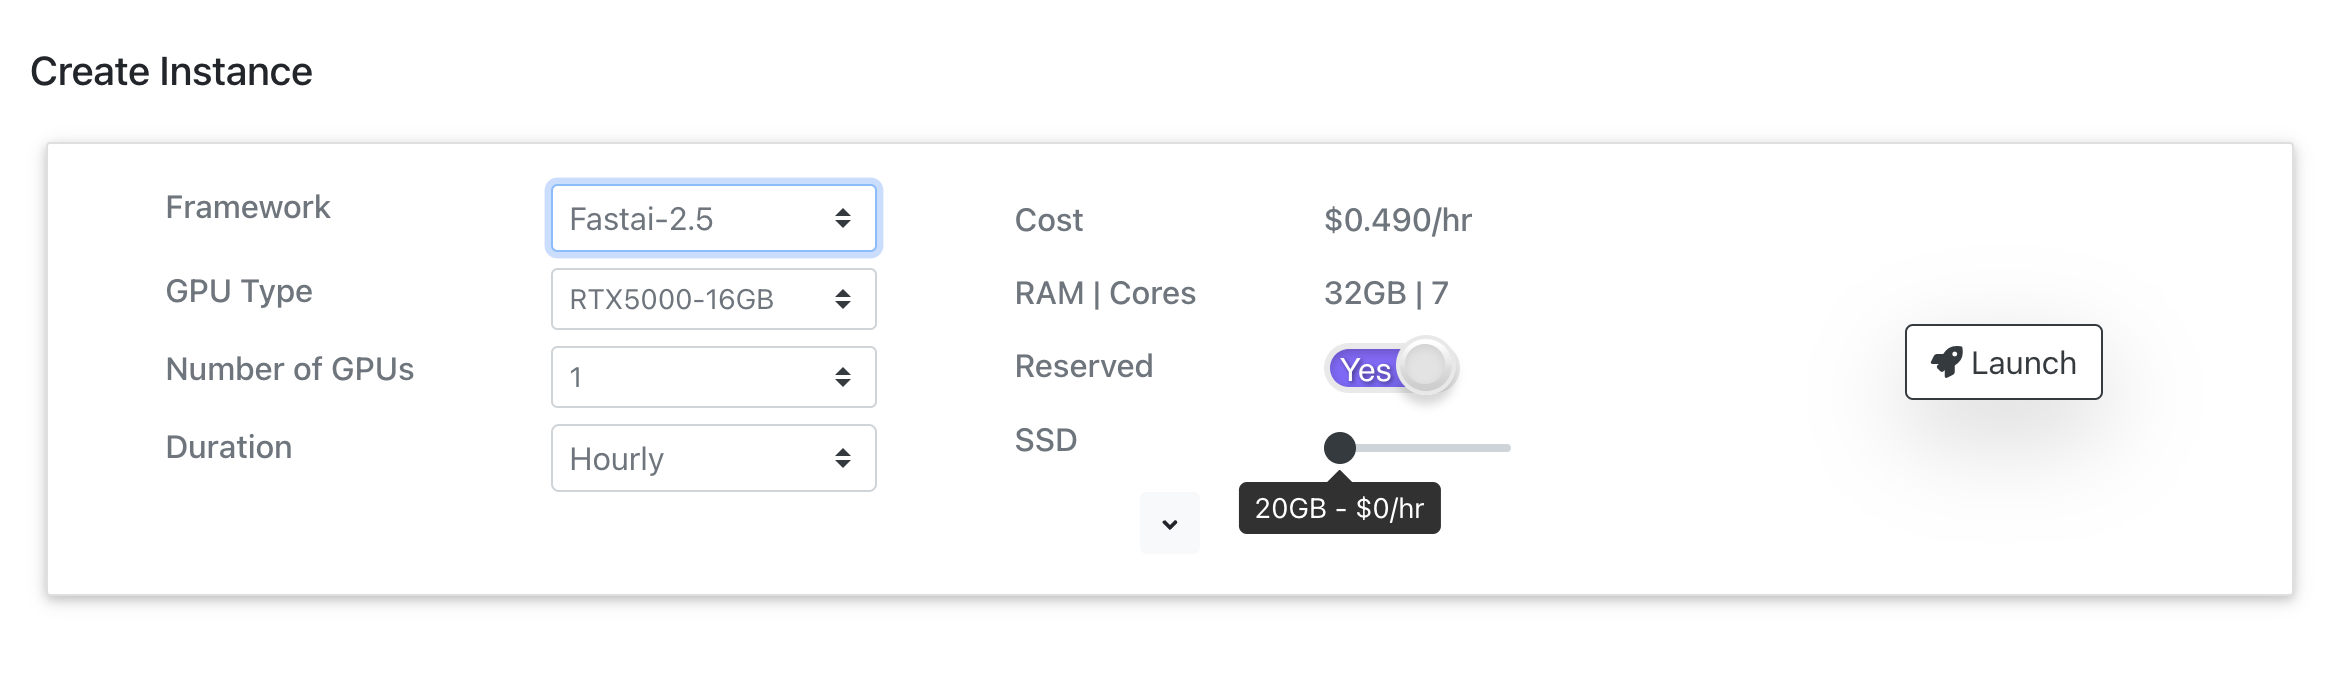 Create Instance
Framework
Fastai-2.5
GPU Type
RTX5000-16GB
Number of GPUs
1
Duration
Hourly
Cost
$0.490/hr
RAM | Cores
32GB | 7
Reserved
Yes
SSD
20GB - $0/hr
Launch